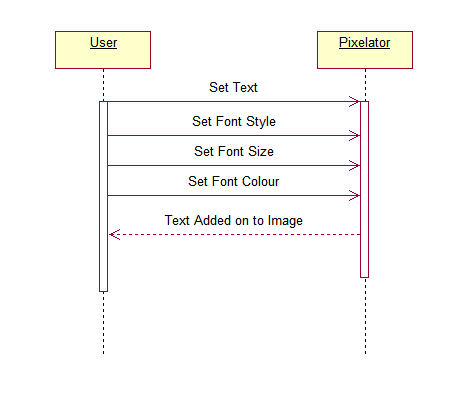 User
Pixelator
Set Text
Set Font Style
Set Font Size
Set Font Colour
Text Added on to Image